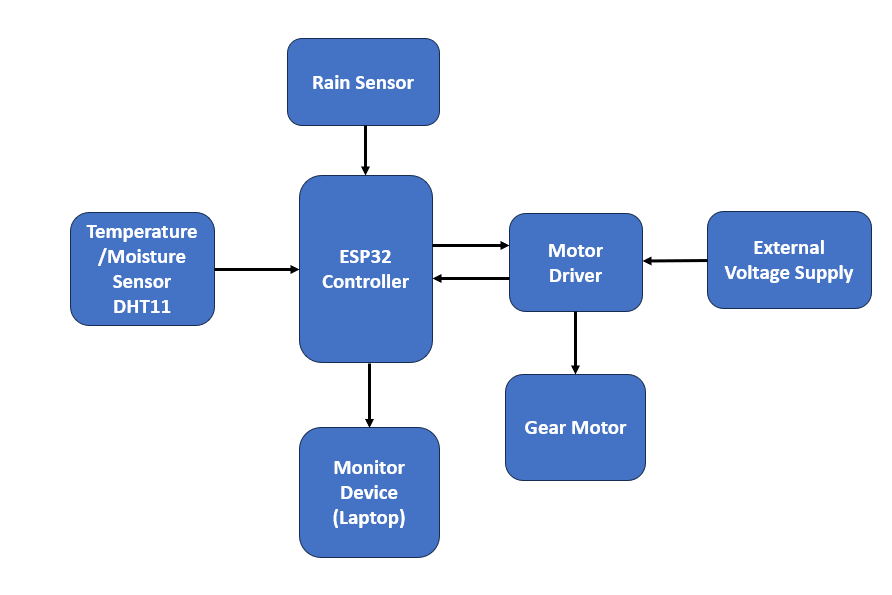 Rain Sensor
Temperature
/Moisture
Sensor
DHT11
ESP32
Controller
Motor
Driver
External
Voltage Supply
Gear Motor
Monitor
Device
(Laptop)